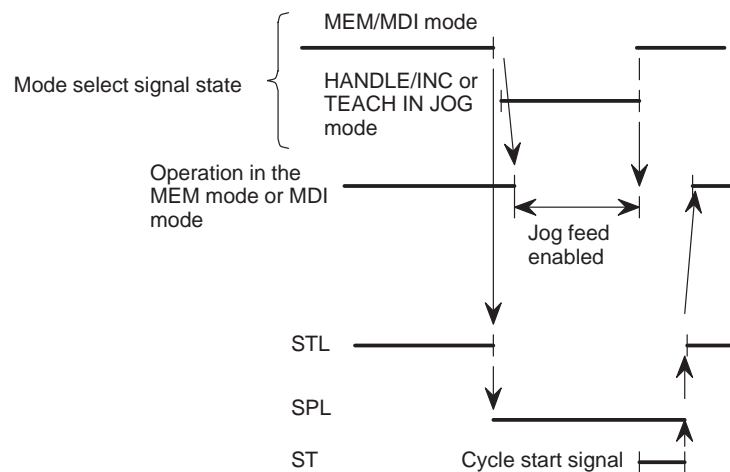 MEM/MDI mode
Mode select signal state
HANDLE/INC or
TEACH IN JOG
mode
Operation in the
MEM mode or MDI
mode
Jog feed
enabled
STL
SPL
ST
Cycle start signal